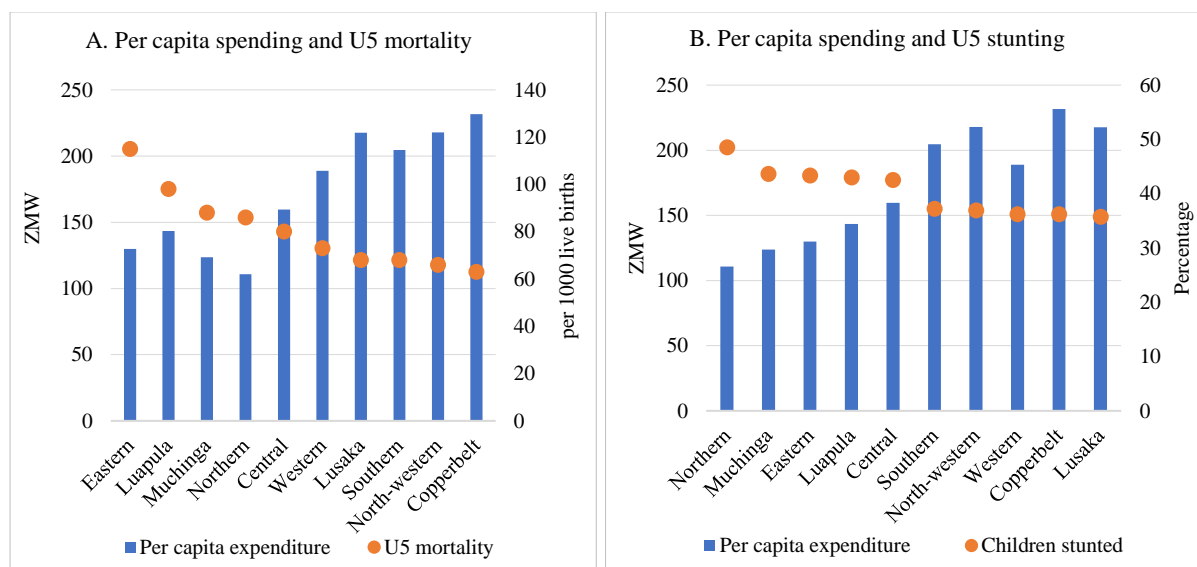 A. Per capita spending and U5 mortality
250
200
150
100
50
0
ZMW
140
120
100
80
60
40
20
0
per 1000 live births
Eastern
Luapula
Muchinga
Northern
Central
Western
Lusaka
Southern
North-western
Copperbelt
Per capita expenditure
U5 mortality
B. Per capita spending and U5 stunting
250
200
150
100
50
0
ZMW
60
50
40
30
20
10
0
Percentage
Northern
Muchinga
Eastern
Luapula
Central
Southern
North-western
Western
Copperbelt
Lusaka
Per capita expenditure
Children stunted